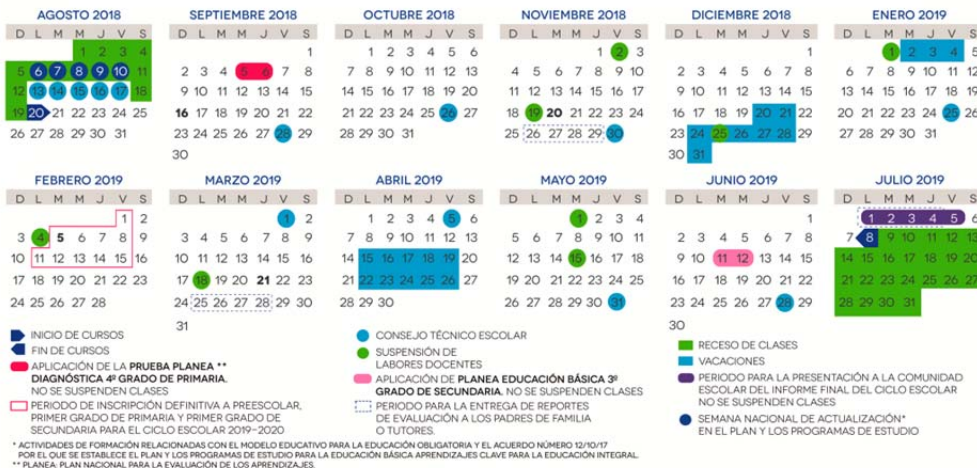 AGOSTO 2018
D L M M J V S
1 2 3 4
5 6 7 8 9 10 11
12 13 14 15 16 17 18
19 20 21 22 23 24 25
26 27 28 29 30 31
SEPTIEMBRE 2018
D L M M J V S
1
2 3 4 5 6 7 8
9 10 11 12 13 14 15
16 17 18 19 20 21 22
23 24 25 26 27 28 29
30
OCTUBRE 2018
D L M M J V S
1 2 3 4 5 6
7 8 9 10 11 12 13
14 15 16 17 18 19 20
21 22 23 24 25 26 27
28 29 30 31
NOVIEMBRE 2018
D L M M J V S
1 2 3
4 5 6 7 8 9 10
11 12 13 14 15 16 17
18 19 20 21 22 23 24
25 26 27 28 29 30
DICIEMBRE 2018
D L M M J V S
1
2 3 4 5 6 7 8
9 10 11 12 13 14 15
16 17 18 19 20 21 22
23 24 25 26 27 28 29
30 31
ENERO 2019
D L M M J V S
1 2 3 4 5
6 7 8 9 10 11 12
13 14 15 16 17 18 19
20 21 22 23 24 25 26
27 28 29 30 31
FEBRERO 2019
D L M M J V S
1 2
3 4 5 6 7 8 9
10 11 12 13 14 15 16
17 18 19 20 21 22 23
24 25 26 27 28
MARZO 2019
D L M M J V S
1 2
3 4 5 6 7 8 9
10 11 12 13 14 15 16
17 18 19 20 21 22 23
24 25 26 27 28 29 30
31
ABRIL 2019
D L M M J V S
1 2 3 4 5 6
7 8 9 10 11 12 13
14 15 16 17 18 19 20
21 22 23 24 25 26 27
28 29 30
MAYO 2019
D L M M J V S
1 2 3 4
5 6 7 8 9 10 11
12 13 14 15 16 17 18
19 20 21 22 23 24 25
26 27 28 29 30 31
JUNIO 2019
D L M M J V S
1
2 3 4 5 6 7 8
9 10 11 12 13 14 15
16 17 18 19 20 21 22
23 24 25 26 27 28 29
30
JULIO 2019
D L M M J V S
1 2 3 4 5 6
7 8 9 10 11 12 13
14 15 16 17 18 19 20
21 22 23 24 25 26 27
28 29 30 31
INICIO DE CURSOS
FIN DE CURSOS
APLICACIÓN DE LA PRUEBA PLANEA **
DIAGNÓSTICA 4º GRADO DE PRIMARIA.
NO SE SUSPENDEN CLASES
PERIODO DE INSCRIPCIÓN DEFINITIVA A PREESCOLAR,
PRIMER GRADO DE PRIMARIA Y PRIMER GRADO DE
SECUNDARIA PARA EL CICLO ESCOLAR 2019-2020
CONSEJO TÉCNICO ESCOLAR
SUSPENSIÓN DE
LABORES DOCENTES
APLICACIÓN DE PLANEA EDUCACIÓN BÁSICA 3º
GRADO DE SECUNDARIA. NO SE SUSPENDEN CLASES
PERIODO PARA LA ENTREGA DE REPORTES
DE EVALUACIÓN A LOS PADRES DE FAMILIA
O TUTORES.
RECESO DE CLASES
VACACIONES
PERIODO PARA LA PRESENTACIÓN A LA COMUNIDAD
ESCOLAR DEL INFORME FINAL DEL CICLO ESCOLAR
NO SE SUSPENDEN CLASES
SEMANA NACIONAL DE ACTUALIZACIÓN*
EN EL PLAN Y LOS PROGRAMAS DE ESTUDIO
* ACTIVIDADES DE FORMACIÓN RELACIONADAS CON EL MODELO EDUCATIVO PARA LA EDUCACIÓN OBLIGATORIA Y EL ACUERDO NÚMERO 12/10/17
POR EL QUE SE ESTABLECE EL PLAN Y LOS PROGRAMAS DE ESTUDIO PARA LA EDUCACIÓN BÁSICA APRENDIZAJES CLAVE PARA LA EDUCACIÓN INTEGRAL.
** PLANEA: PLAN NACIONAL PARA LA EVALUACIÓN DE LOS APRENDIZAJES.